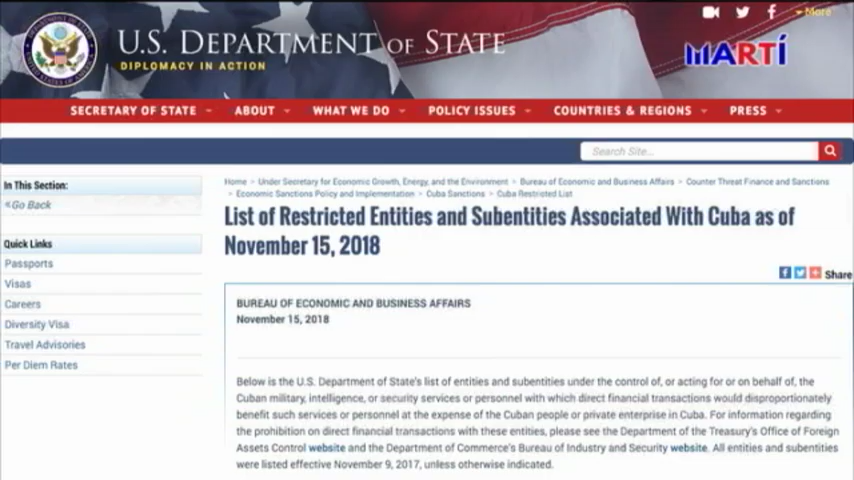 More
U.S. DEPARTMENT OF STATE
DIPLOMACY IN ACTION
MARTÍ
SECRETARY OF STATE ABOUT WHAT WE DO POLICY ISSUES COUNTRIES & REGIONS PRESS
Search Site...
In This Section:
«Go Back
Quick Links
Passports
Visas
Careers
Diversity Visa
Travel Advisories
Per Diem Rates
Home > Under Secretary for Economic Growth, Energy, and the Environment > Bureau of Economic and Business Affairs > Counter Threat Finance and Sanctions
> Economic Sanctions Policy and Implementation > Cuba Sanctions > Cuba Restricted List
List of Restricted Entities and Subentities Associated With Cuba as of
November 15, 2018
Share
BUREAU OF ECONOMIC AND BUSINESS AFFAIRS
November 15, 2018
Below is the U.S. Department of State's list of entities and subentities under the control of, or acting for or on behalf of, the
Cuban military, intelligence, or security services or personnel with which direct financial transactions would disproportionately
benefit such services or personnel at the expense of the Cuban people or private enterprise in Cuba. For information regarding
the prohibition on direct financial transactions with these entities, please see the Department of the Treasury's Office of Foreign
Assets Control website and the Department of Commerce's Bureau of Industry and Security website. All entities and subentities
were listed effective November 9, 2017, unless otherwise indicated.